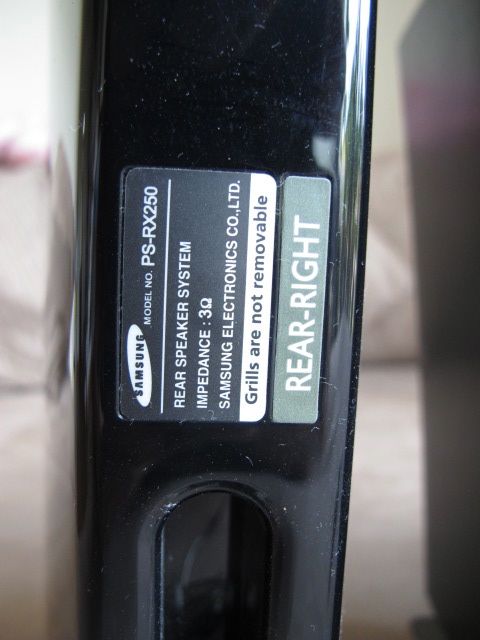 SAMSUNG MODEL NO. PS-RX250
REAR SPEAKER SYSTEM
IMPEDANCE : 3Ω
SAMSUNG ELECTRONICS CO.,LTD.
Grills are not removable
REAR-RIGHT